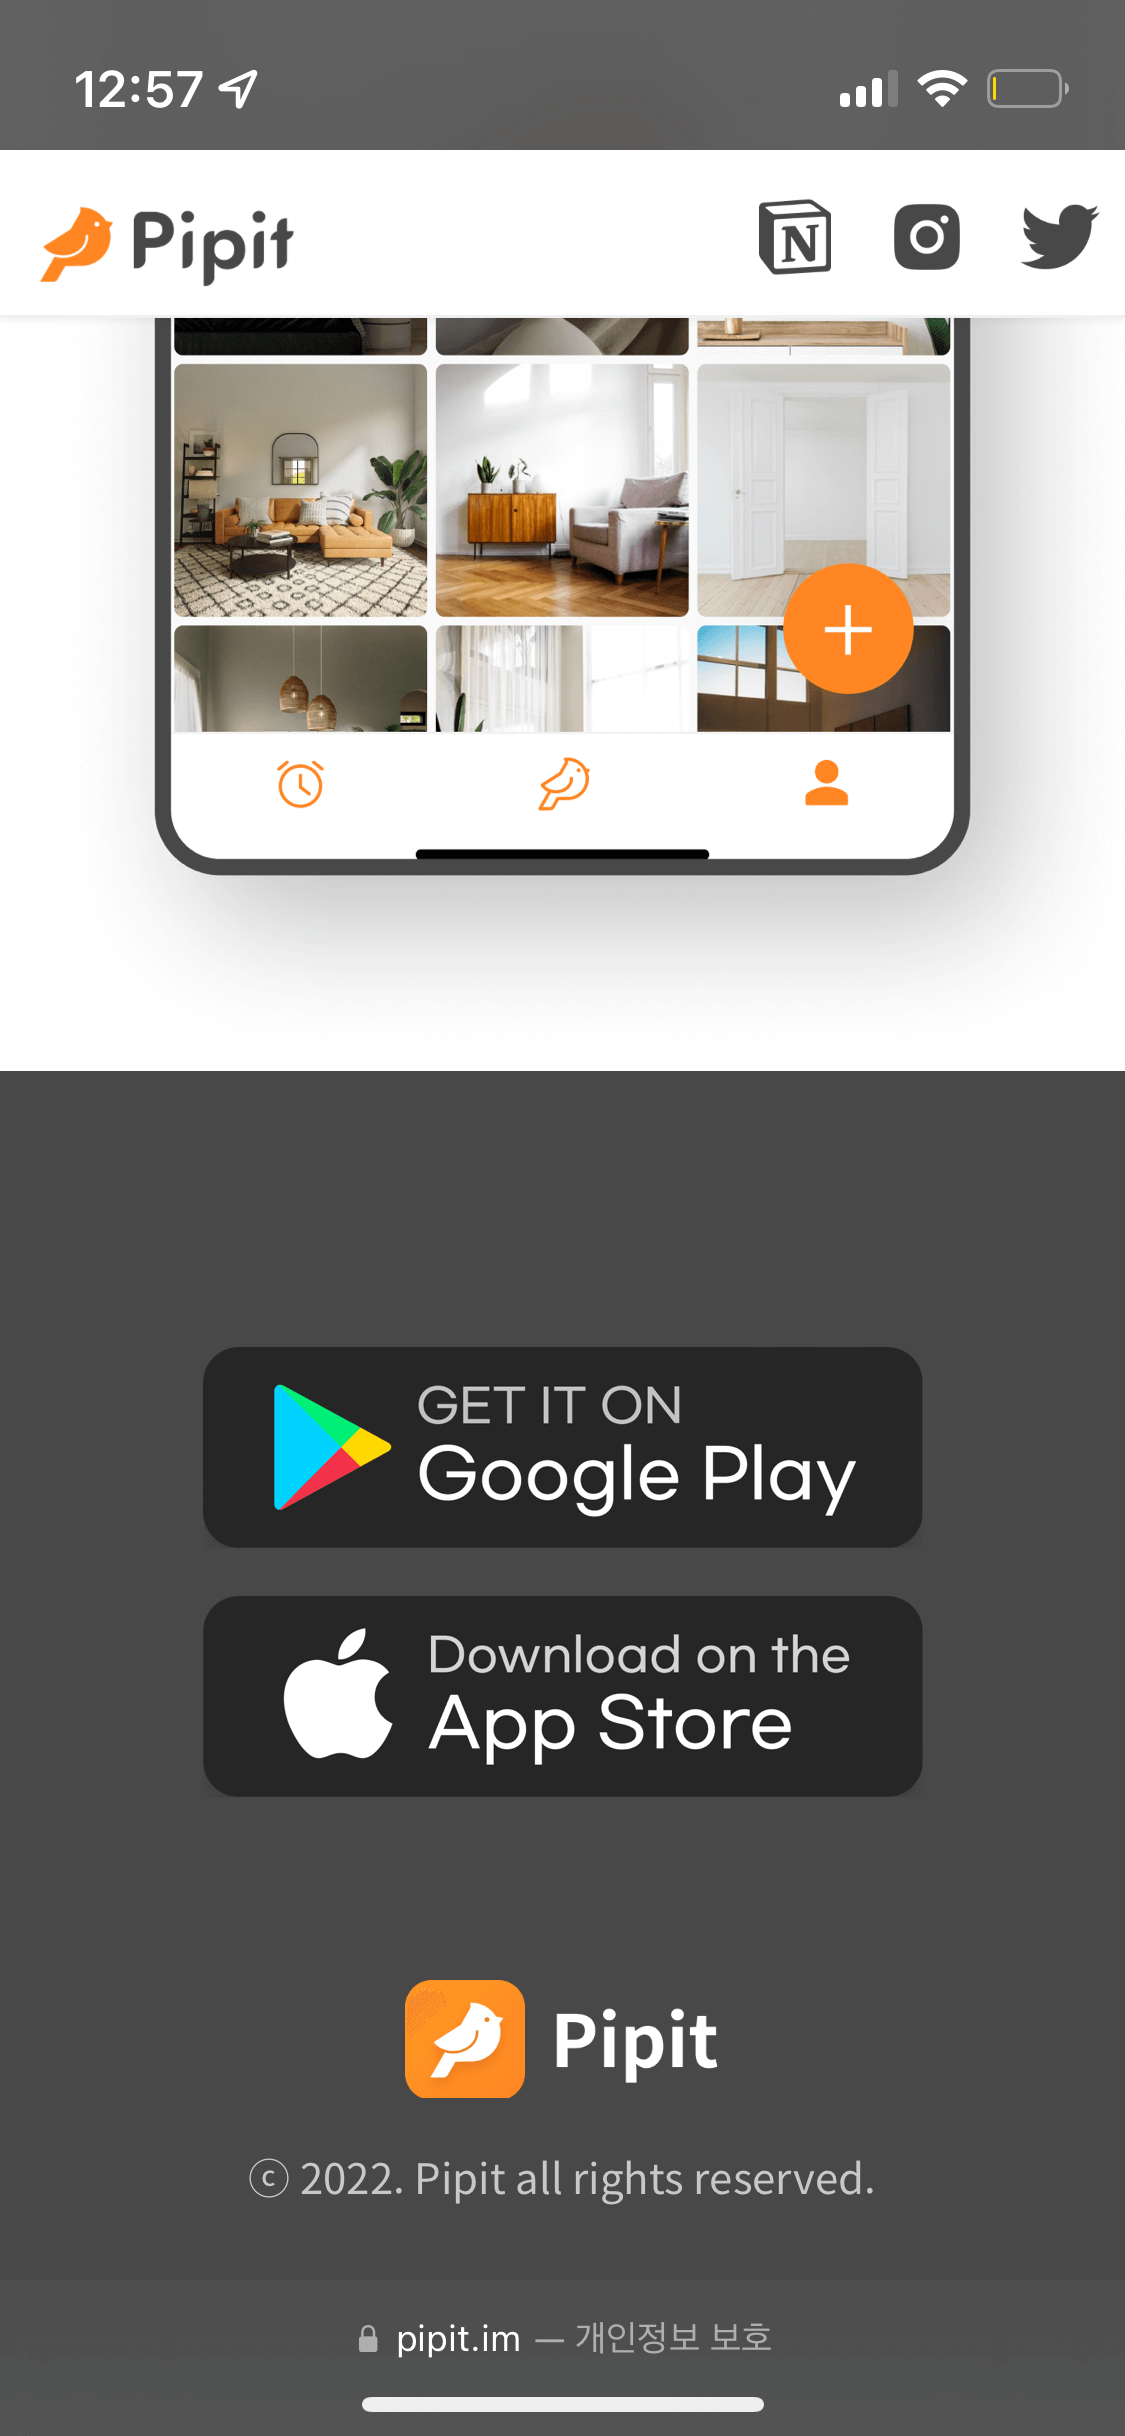 12:57
Pipit
N
GET IT ON
Google Play
Download on the
App Store
Pipit
ⓒ 2022. Pipit all rights reserved.
pipit.im — 개인정보 보호